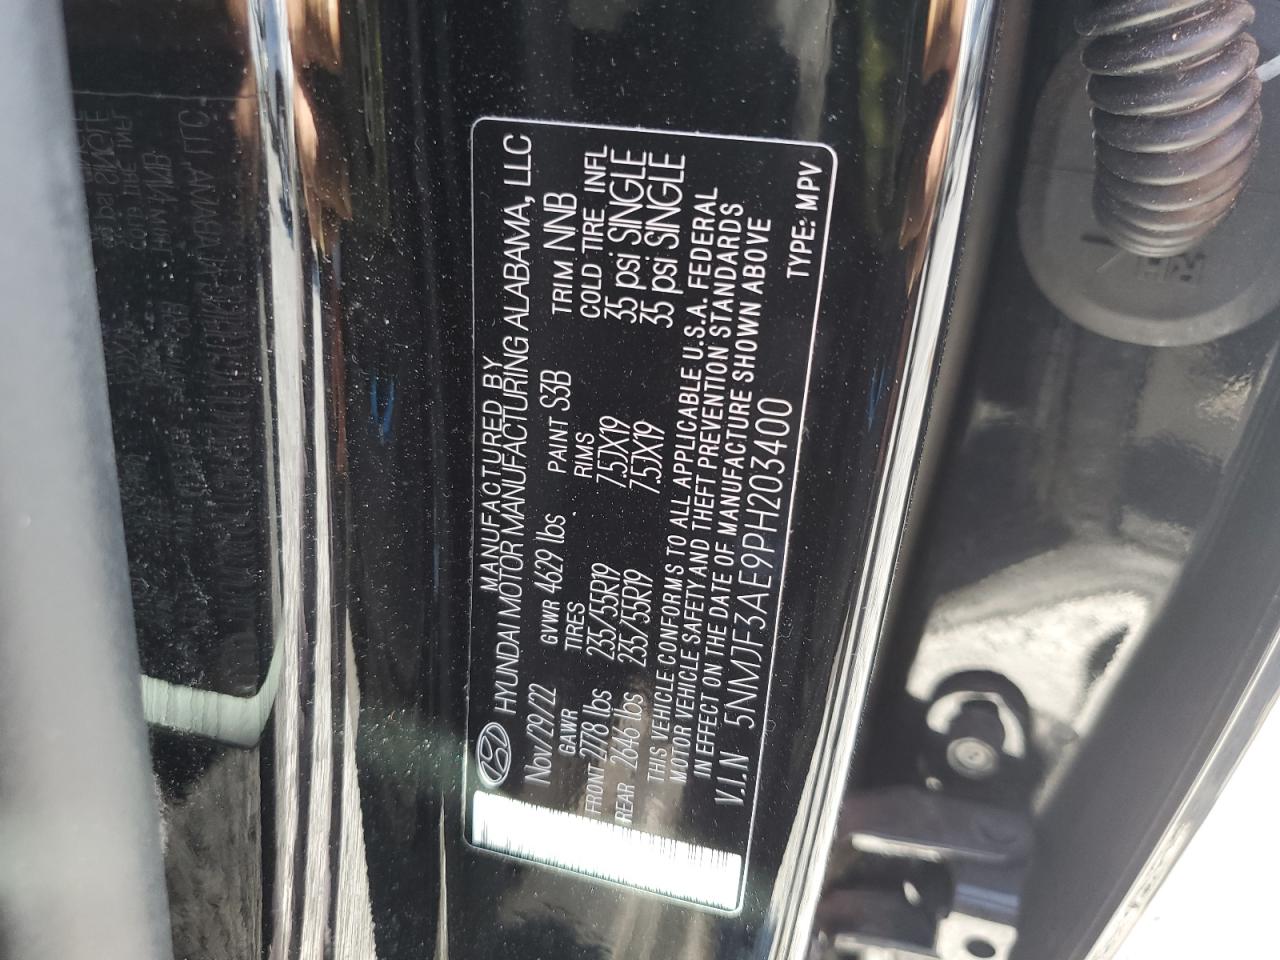 MANUFACTURED BY
HYUNDAI MOTOR MANUFACTURING ALABAMA, LLC
Nov/29/22 GVWR 4629 lbs PAINT S3B TRIM NNB
GAWR TIRES RIMS COLD TIRE INFL
FRONT 2778 lbs 235/55R19 7.5JX19 35 psi SINGLE
REAR 2646 lbs 235/55R19 7.5JX19 35 psi SINGLE
THIS VEHICLE CONFORMS TO ALL APPLICABLE U.S.A. FEDERAL
MOTOR VEHICLE SAFETY AND THEFT PREVENTION STANDARDS
IN EFFECT ON THE DATE OF MANUFACTURE SHOWN ABOVE
V.I.N 5NMJF3AE9PH203400 TYPE: MPV